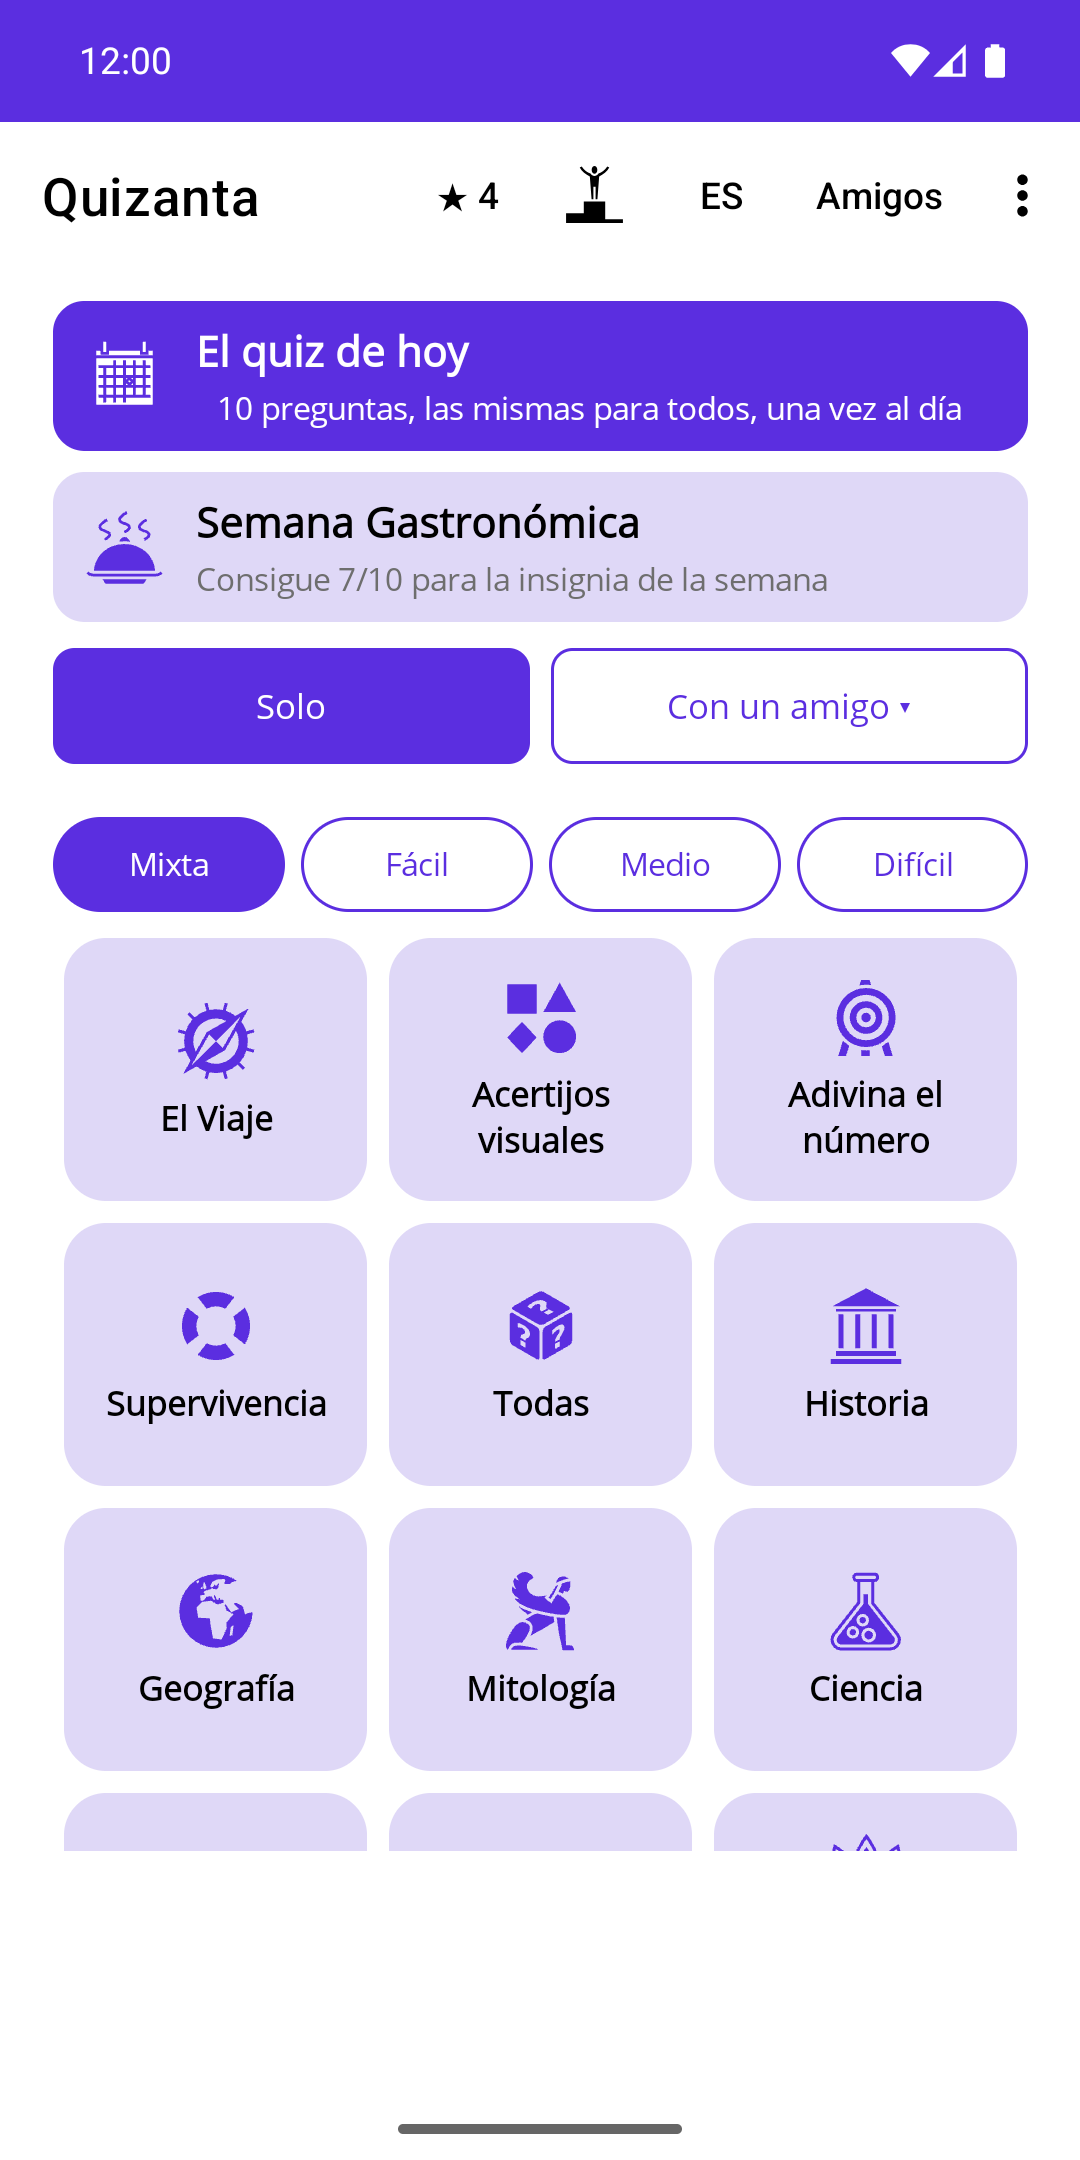 12:00
Quizanta
★ 4
ES
Amigos
El quiz de hoy
10 preguntas, las mismas para todos, una vez al día
Semana Gastronómica
Consigue 7/10 para la insignia de la semana
Solo
Con un amigo ▾
Mixta
Fácil
Medio
Difícil
El Viaje
Acertijos
visuales
Adivina el
número
Supervivencia
Todas
Historia
Geografía
Mitología
Ciencia